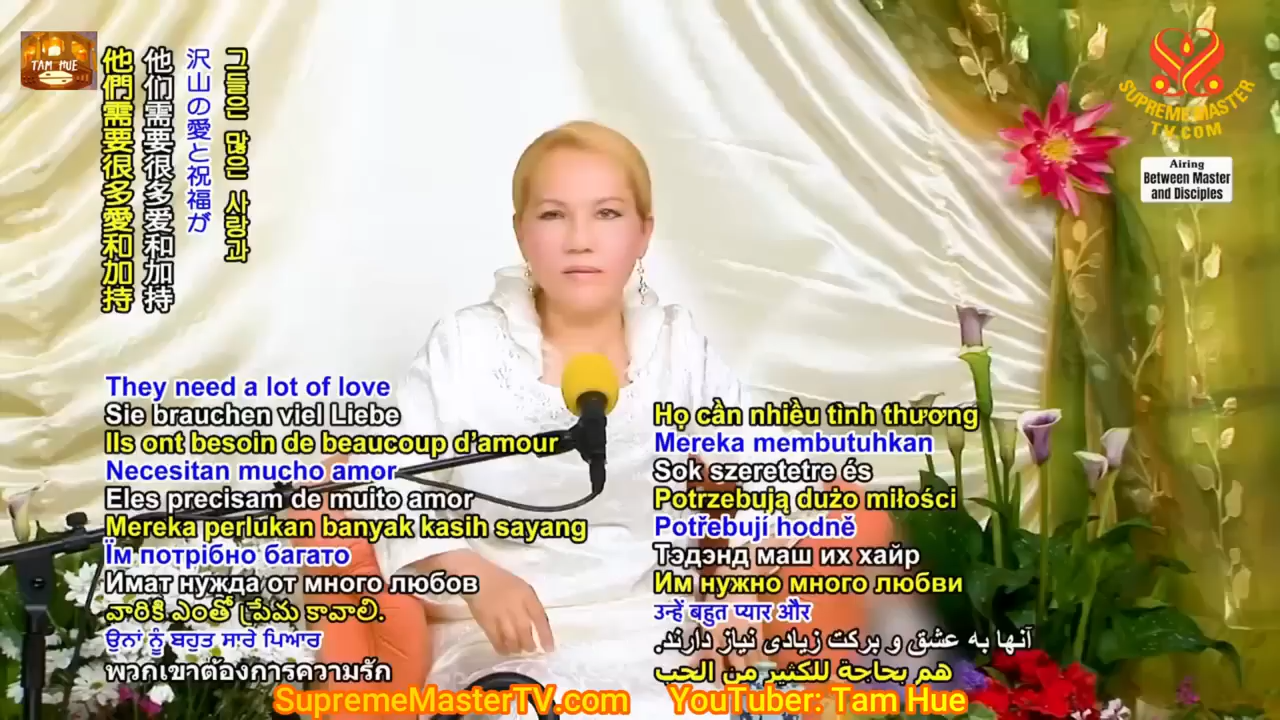 TAM HUE
他們需要很多愛和加持
他们需要很多爱和加持
沢山の愛と祝福が
그들은 많은 사랑과
SUPREME MASTER
TV.COM
Airing
Between Master
and Disciples
They need a lot of love
Sie brauchen viel Liebe
Ils ont besoin de beaucoup d'amour
Necesitan mucho amor
Eles precisam de muito amor
Mereka perlukan banyak kasih sayang
Їм потрібно багато
Имат нужда от много любов
వారికి ఎంతో ప్రేమ కావాలి.
ਉਨਾਂ ਨੂੰ ਬਹੁਤ ਸਾਰੇ ਪਿਆਰ
พวกเขาต้องการความรัก
Họ cần nhiều tình thương
Mereka membutuhkan
Sok szeretetre és
Potrzebują dużo miłości
Potřebují hodně
Тэдэнд маш их хайр
Им нужно много любви
उन्हें बहुत प्यार और
آنها به عشق و برکت زیادی نیاز دارند.
هم بحاجة للكثير من الحب
SupremeMasterTV.com YouTuber: Tam Hue